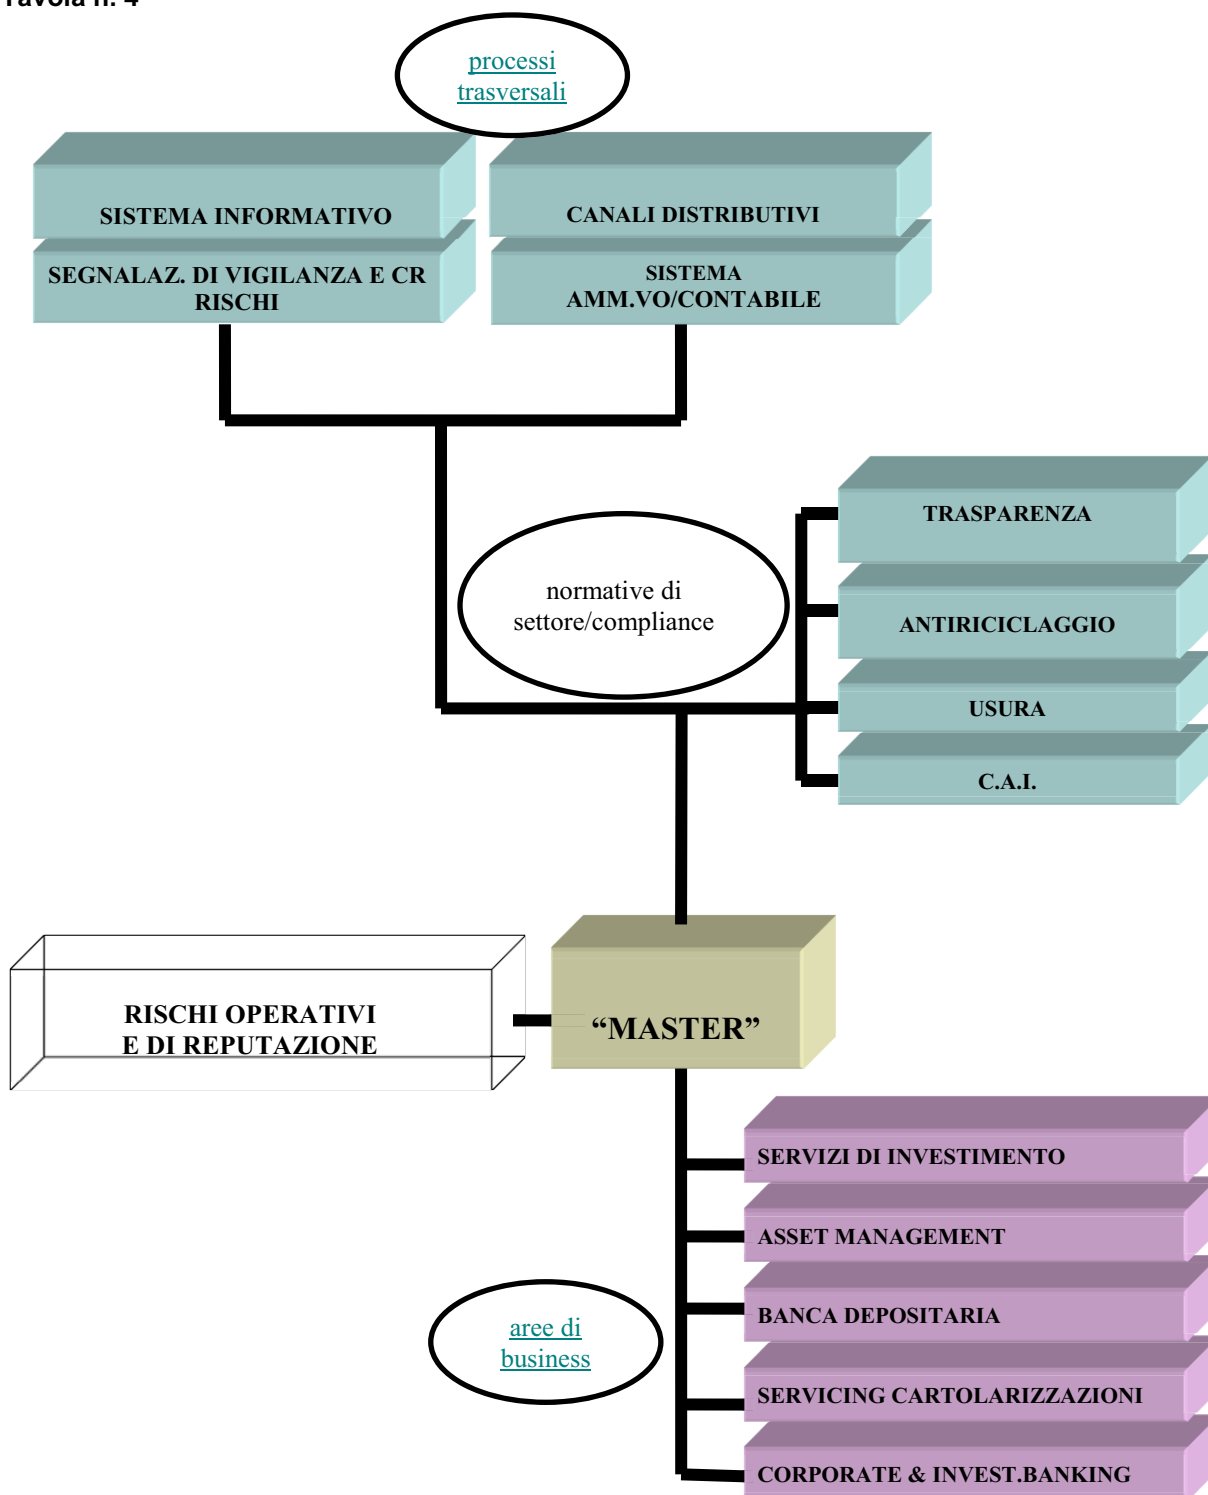 Tavola n. 4
processi
trasversali
SISTEMA INFORMATIVO
CANALI DISTRIBUTIVI
SEGNALAZ. DI VIGILANZA E CR
RISCHI
SISTEMA
AMM.VO/CONTABILE
normative di
settore/compliance
TRASPARENZA
ANTIRICICLAGGIO
USURA
C.A.I.
RISCHI OPERATIVI
E DI REPUTAZIONE
“MASTER”
SERVIZI DI INVESTIMENTO
ASSET MANAGEMENT
BANCA DEPOSITARIA
aree di
business
SERVICING CARTOLARIZZAZIONI
CORPORATE & INVEST.BANKING